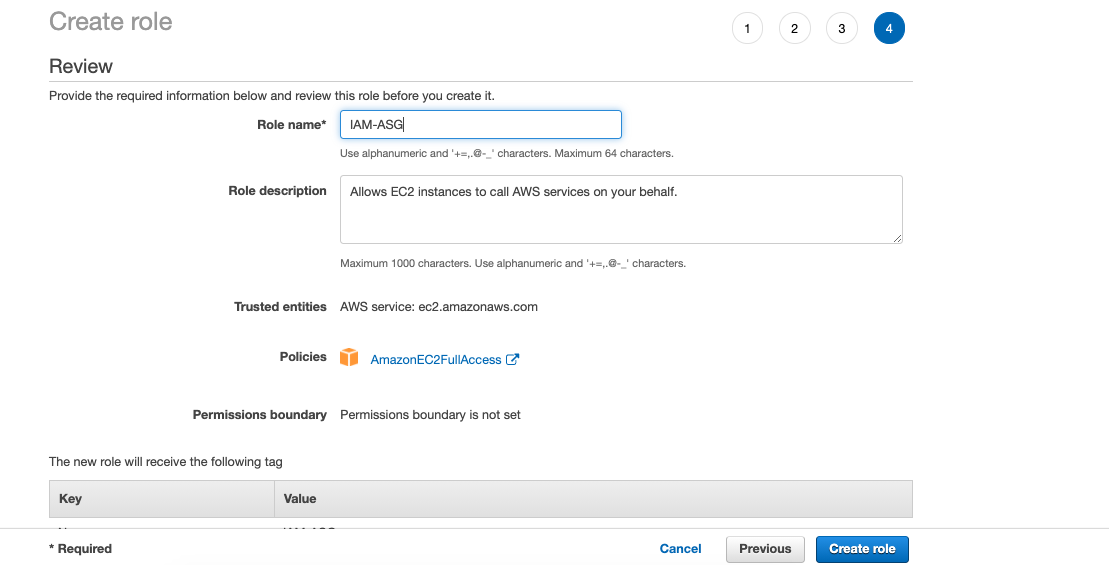 Create role
1 2 3 4
Review
Provide the required information below and review this role before you create it.
Role name* IAM-ASG
Use alphanumeric and '+=,.@-_' characters. Maximum 64 characters.
Role description Allows EC2 instances to call AWS services on your behalf.
Maximum 1000 characters. Use alphanumeric and '+=,.@-_' characters.
Trusted entities AWS service: ec2.amazonaws.com
Policies AmazonEC2FullAccess
Permissions boundary Permissions boundary is not set
The new role will receive the following tag
Key Value
* Required Cancel Previous Create role